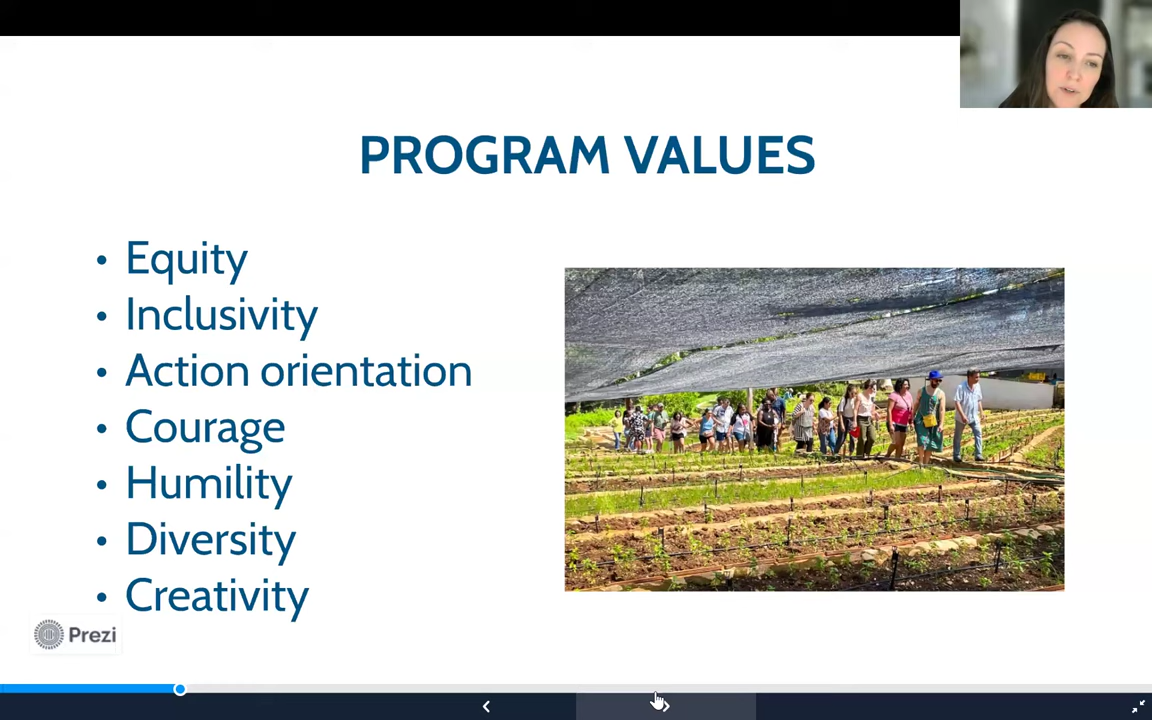 PROGRAM VALUES
• Equity
• Inclusivity
• Action orientation
• Courage
• Humility
• Diversity
• Creativity
Prezi